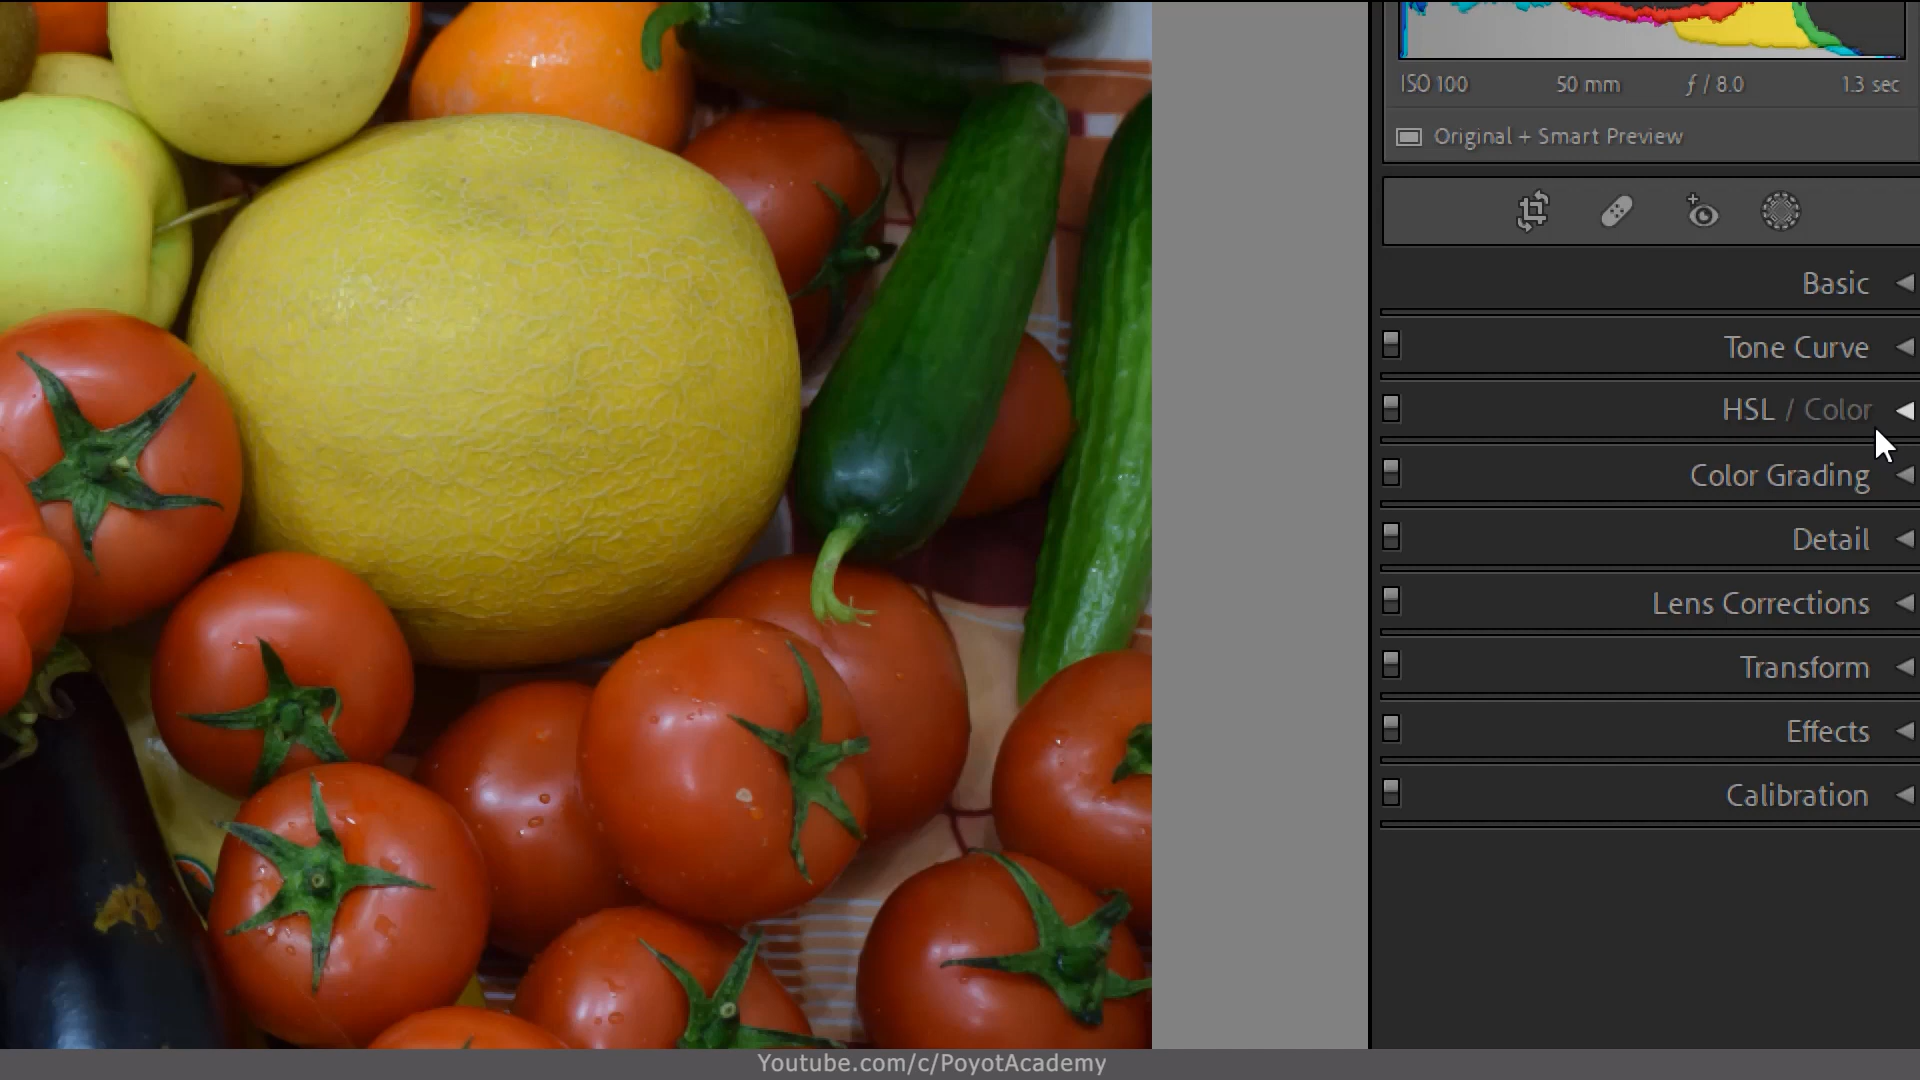 ISO 100 50 mm ƒ / 8.0 1.3 sec
Original + Smart Preview
Basic
Tone Curve
HSL / Color
Color Grading
Detail
Lens Corrections
Transform
Effects
Calibration
Youtube.com/c/PoyotAcademy